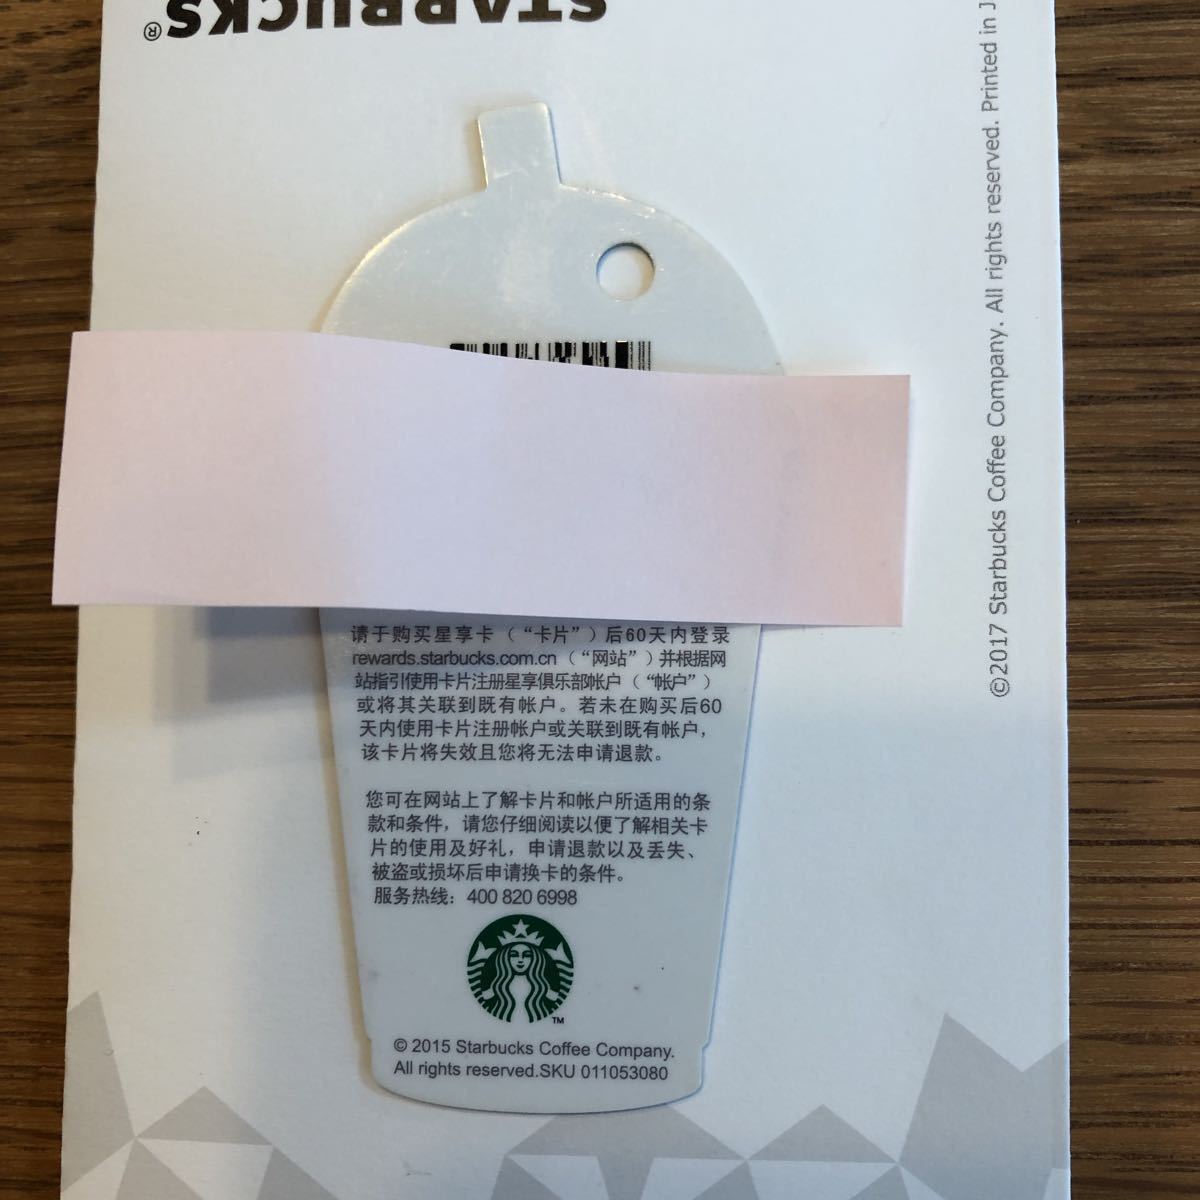 STARBUCKS®
©2017 Starbucks Coffee Company. All rights reserved. Printed in J
请于购买星享卡（“卡片”）后60天内登录
rewards.starbucks.com.cn（“网站”）并根据网
站指引使用卡片注册星享俱乐部帐户（“帐户”）
或将其关联到既有帐户。若未在购买后60
天内使用卡片注册帐户或关联到既有帐户，
该卡片将失效且您将无法申请退款。
您可在网站上了解卡片和帐户所适用的条
款和条件，请您仔细阅读以便了解相关卡
片的使用及好礼，申请退款以及丢失、
被盗或损坏后申请换卡的条件。
服务热线：400 820 6998
TM
© 2015 Starbucks Coffee Company.
All rights reserved.SKU 011053080